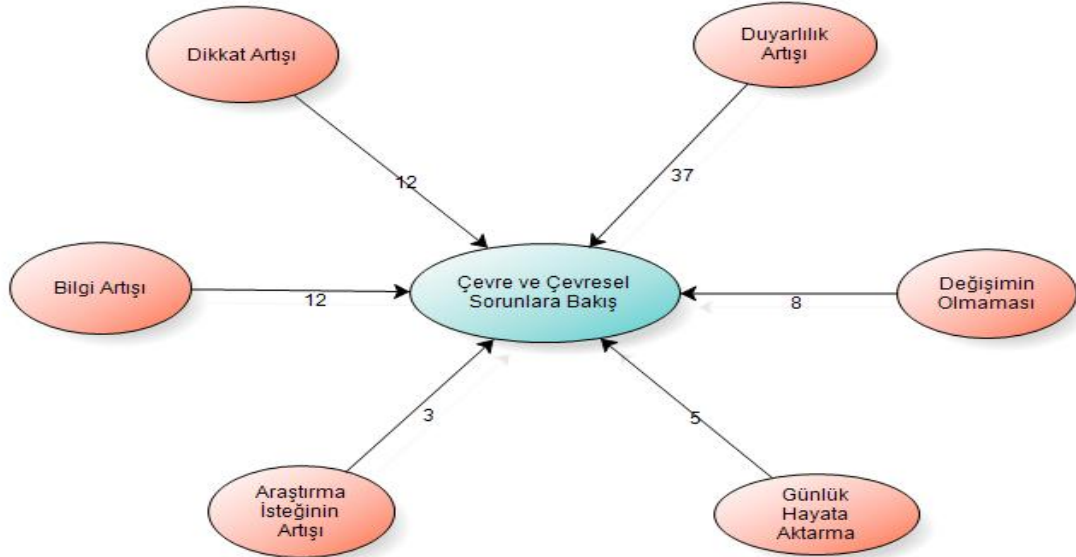 Dikkat Artışı
Duyarlılık
Artışı
12
37
Bilgi Artışı
12
Çevre ve Çevresel
Sorunlara Bakış
8
Değişimin
Olmaması
3
5
Araştırma
İsteğinin
Artışı
Günlük
Hayata
Aktarma